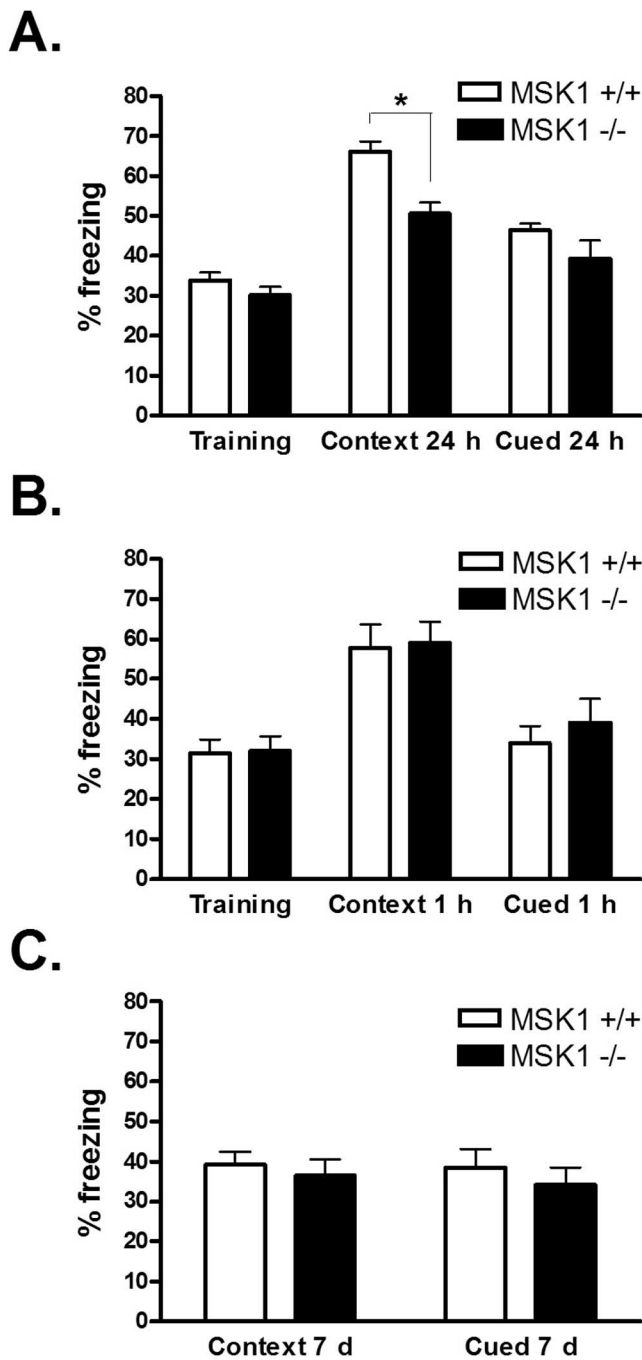 A.
MSK1 +/+
MSK1 -/-
*
% freezing
80
70
60
50
40
30
20
10
0
Training Context 24 h Cued 24 h
B.
MSK1 +/+
MSK1 -/-
% freezing
80
70
60
50
40
30
20
10
0
Training Context 1 h Cued 1 h
C.
MSK1 +/+
MSK1 -/-
% freezing
80
70
60
50
40
30
20
10
0
Context 7 d Cued 7 d